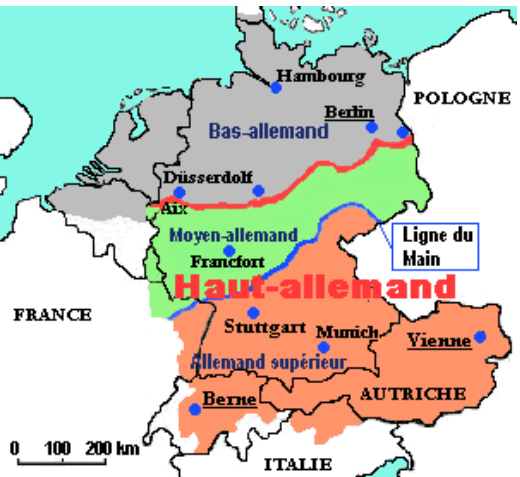 Hambourg
POLOGNE
Berlin
Bas-allemand
Düsserdolf
Aix
Moyen-allemand
Ligne du
Main
Francfort
Haut-allemand
FRANCE
Stuttgart
Munich
Vienne
Allemand supérieur
AUTRICHE
Berne
0 100 200 km
ITALIE